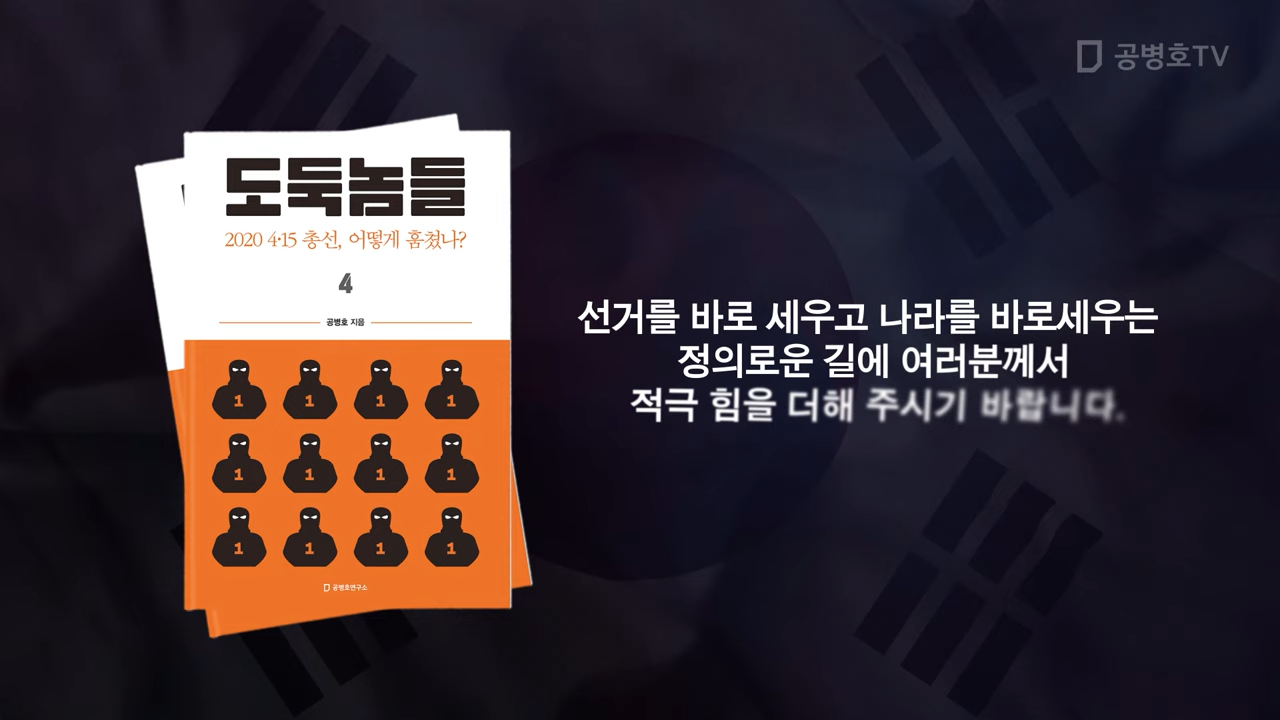 공병호TV
도둑놈들
2020 4·15 총선, 어떻게 훔쳤나?
4
공병호 지음
1 1 1 1
1 1 1 1
1 1 1 1
공병호연구소
선거를 바로 세우고 나라를 바로세우는
정의로운 길에 여러분께서
적극 힘을 더해 주시기 바랍니다.